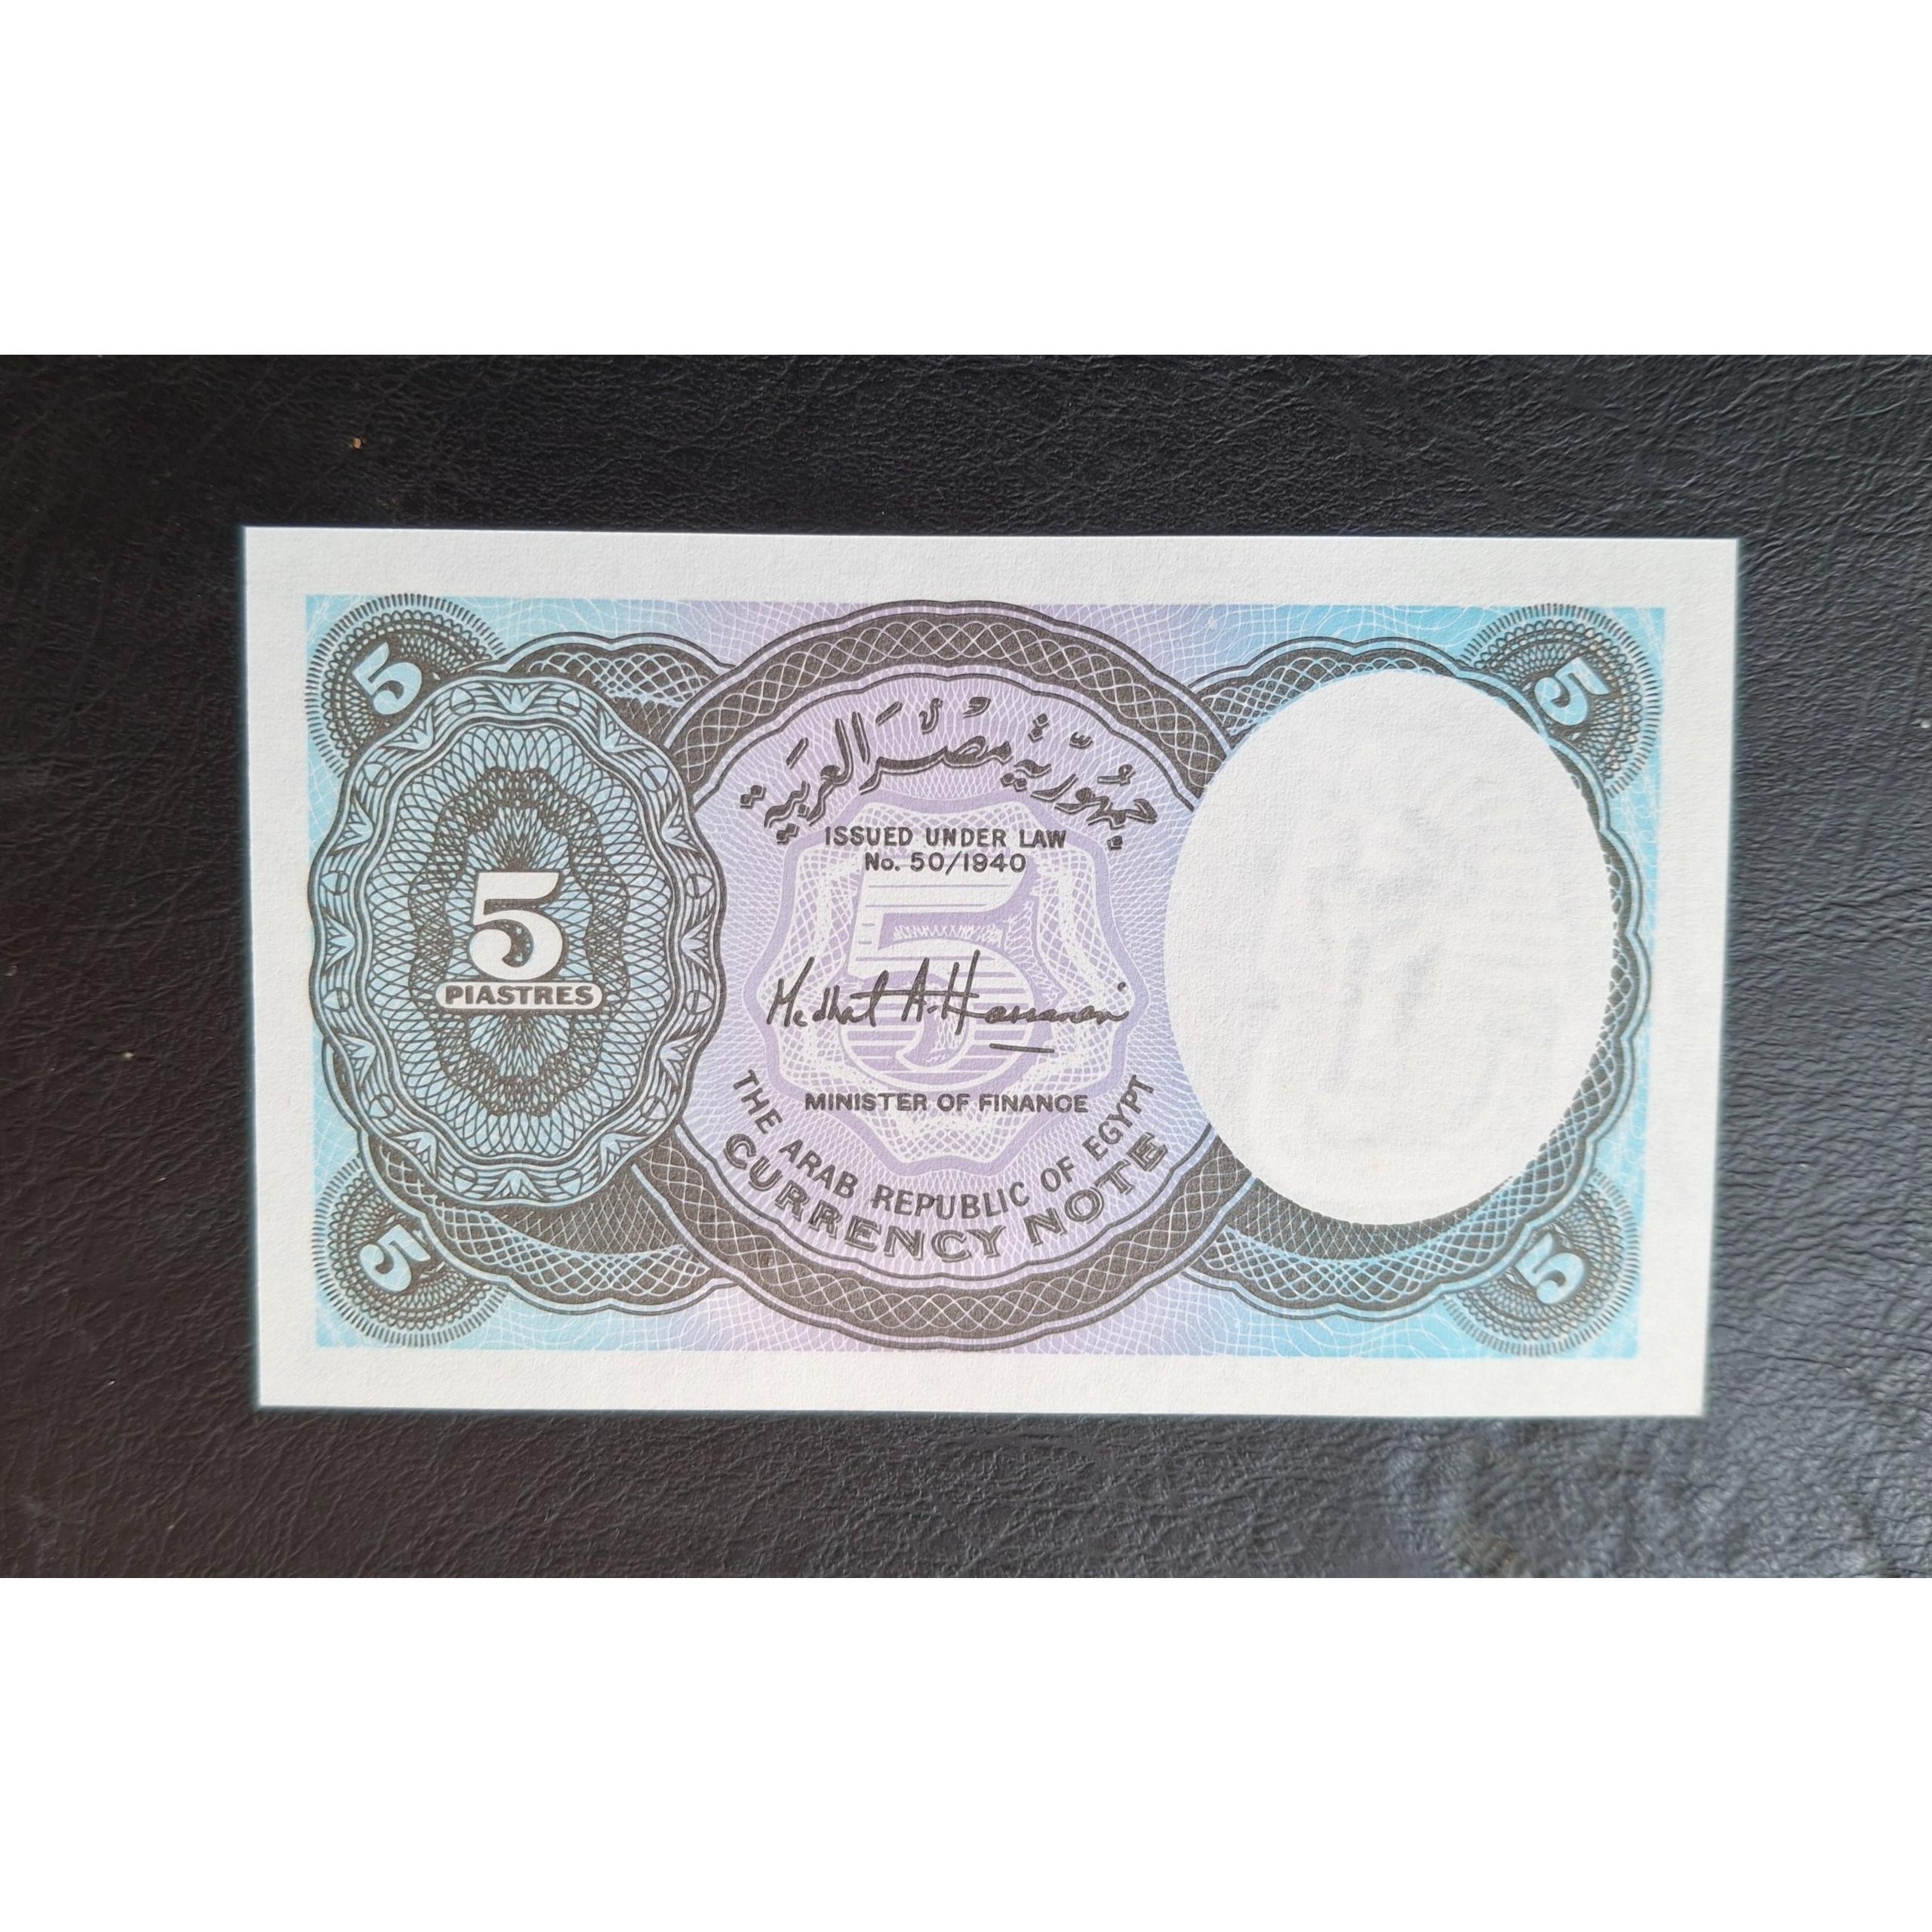 5
5
جمهورية مصر العربية
ISSUED UNDER LAW
No. 50/1940
5
5
PIASTRES
Medhat A. Hassanein
MINISTER OF FINANCE
THE ARAB REPUBLIC OF EGYPT
CURRENCY NOTE
5
5